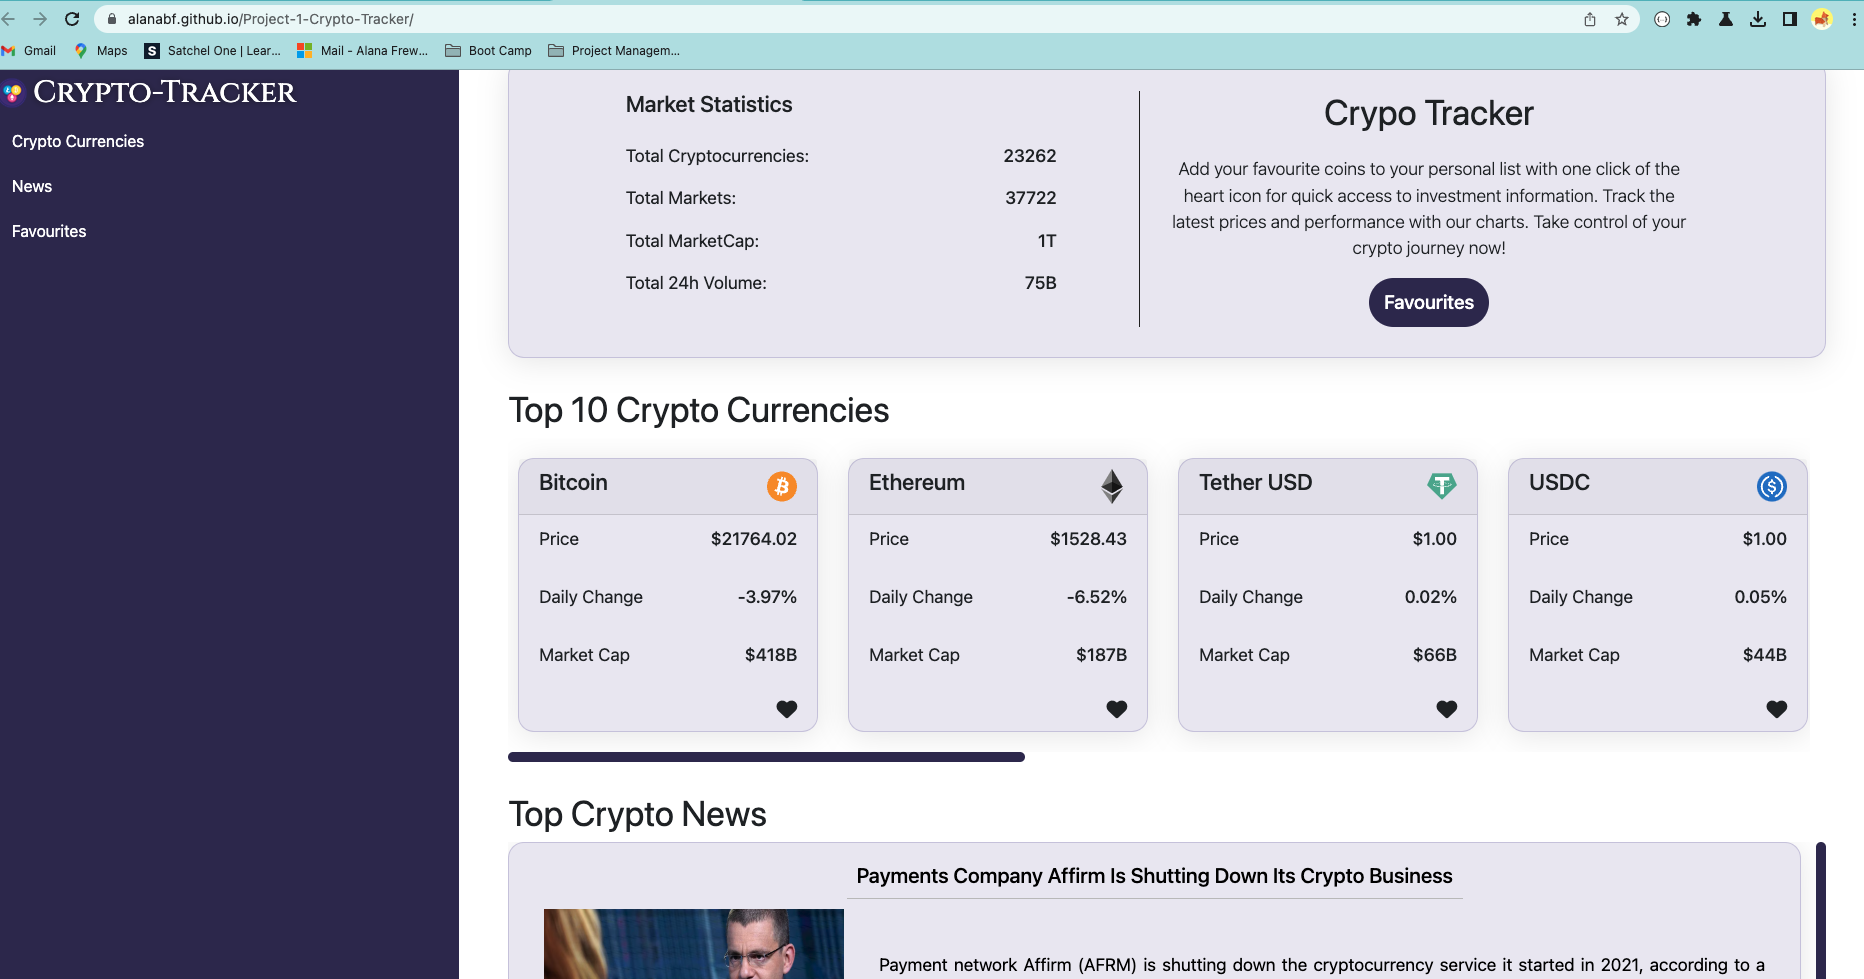 alanabf.github.io/Project-1-Crypto-Tracker/
Gmail
Maps
S
Satchel One | Lear...
Mail - Alana Frew...
Boot Camp
Project Managem...
Crypto-Tracker
Crypto Currencies
News
Favourites
Market Statistics
Total Cryptocurrencies: 23262
Total Markets: 37722
Total MarketCap: 1T
Total 24h Volume: 75B
Crypo Tracker
Add your favourite coins to your personal list with one click of the
heart icon for quick access to investment information. Track the
latest prices and performance with our charts. Take control of your
crypto journey now!
Favourites
Top 10 Crypto Currencies
Bitcoin
Price $21764.02
Daily Change -3.97%
Market Cap $418B
Ethereum
Price $1528.43
Daily Change -6.52%
Market Cap $187B
Tether USD
Price $1.00
Daily Change 0.02%
Market Cap $66B
USDC
Price $1.00
Daily Change 0.05%
Market Cap $44B
Top Crypto News
Payments Company Affirm Is Shutting Down Its Crypto Business
Payment network Affirm (AFRM) is shutting down the cryptocurrency service it started in 2021, according to a